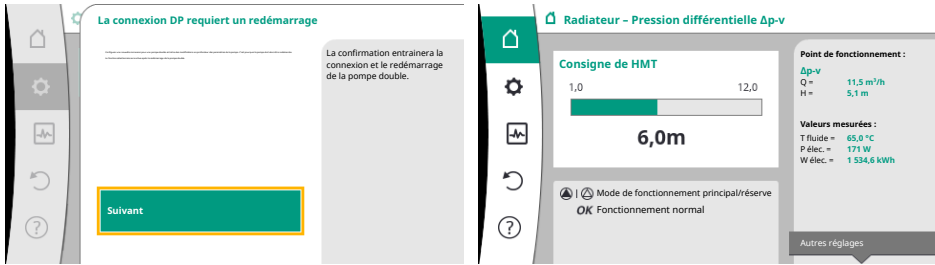 La connexion DP requiert un redémarrage
La confirmation entrainera la
connexion et le redémarrage
de la pompe double.
Suivant
Radiateur – Pression différentielle Δp-v
Consigne de HMT
1,0 12,0
6,0m
| Mode de fonctionnement principal/réserve
OK Fonctionnement normal
Point de fonctionnement :
Δp-v
Q = 11,5 m³/h
H = 5,1 m
Valeurs mesurées :
T fluide = 65,0 °C
P élec. = 171 W
W élec. = 1 534,6 kWh
Autres réglages